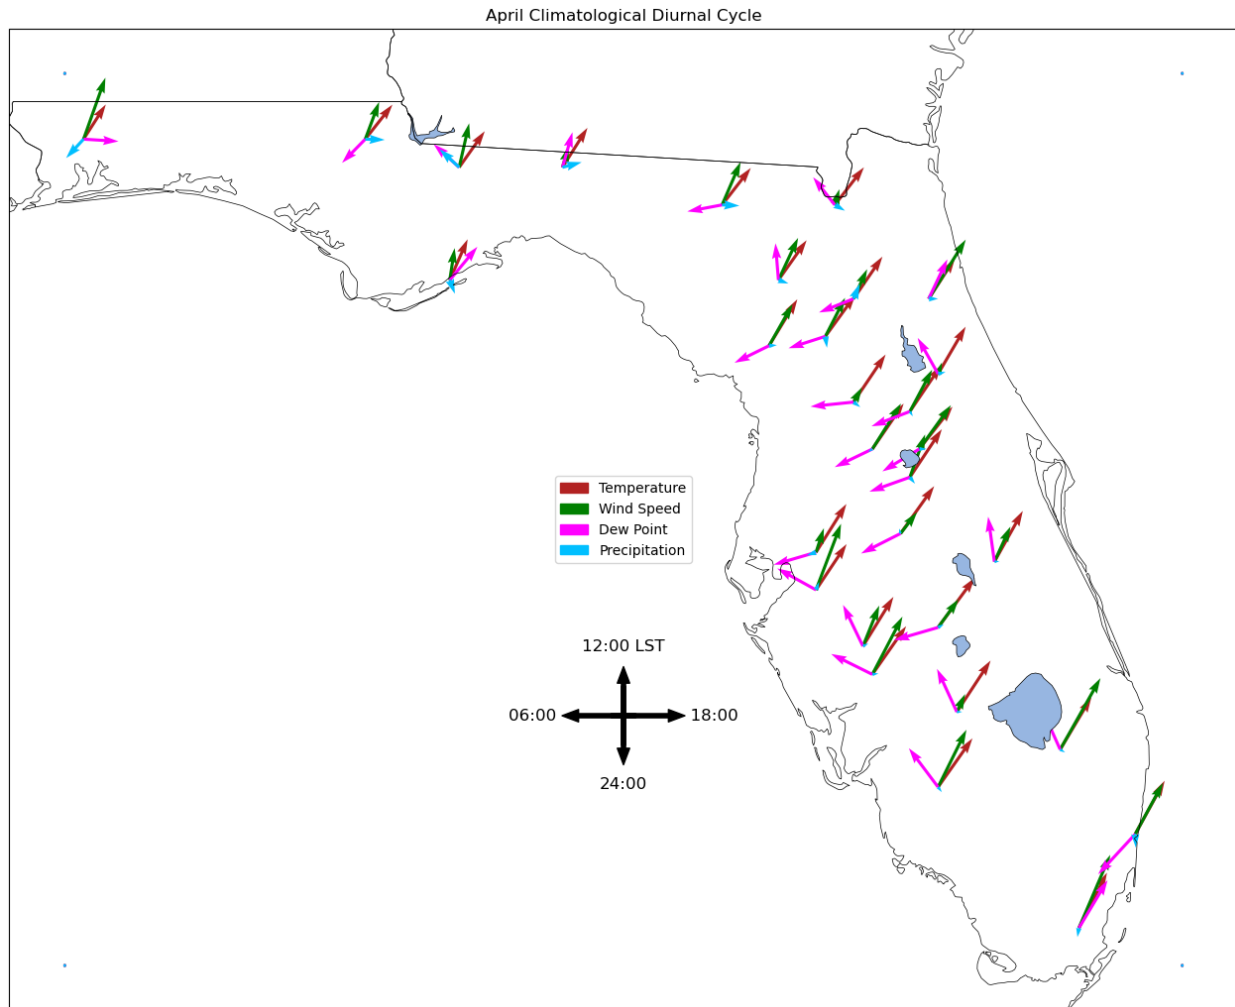 April Climatological Diurnal Cycle
Temperature
Wind Speed
Dew Point
Precipitation
12:00 LST
06:00
18:00
24:00